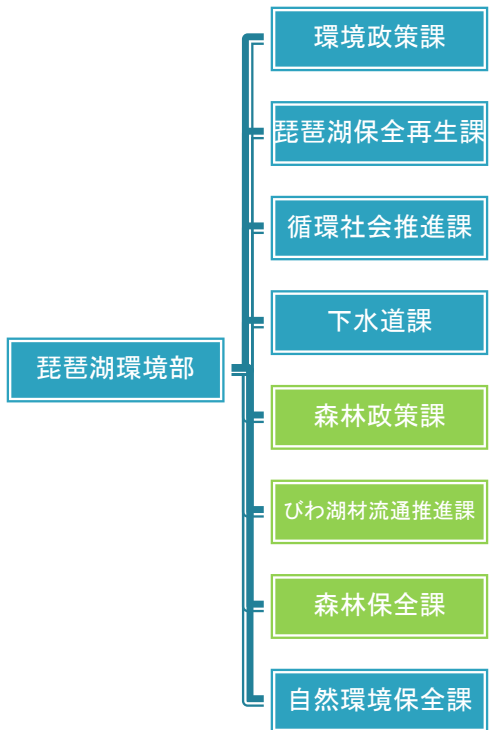 環境政策課
琵琶湖保全再生課
循環社会推進課
下水道課
琵琶湖環境部
森林政策課
びわ湖材流通推進課
森林保全課
自然環境保全課